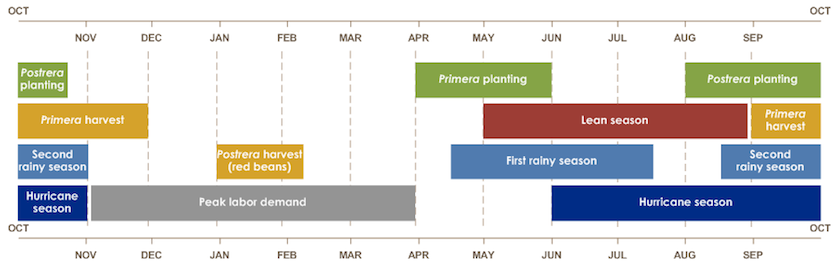 OCT OCT
NOV DEC JAN FEB MAR APR MAY JUN JUL AUG SEP
Postrera
planting
Primera planting
Postrera planting
Primera harvest
Lean season
Primera
harvest
Second
rainy season
Postrera harvest
(red beans)
First rainy season
Second
rainy season
Hurricane
season
Peak labor demand
Hurricane season
OCT OCT
NOV DEC JAN FEB MAR APR MAY JUN JUL AUG SEP